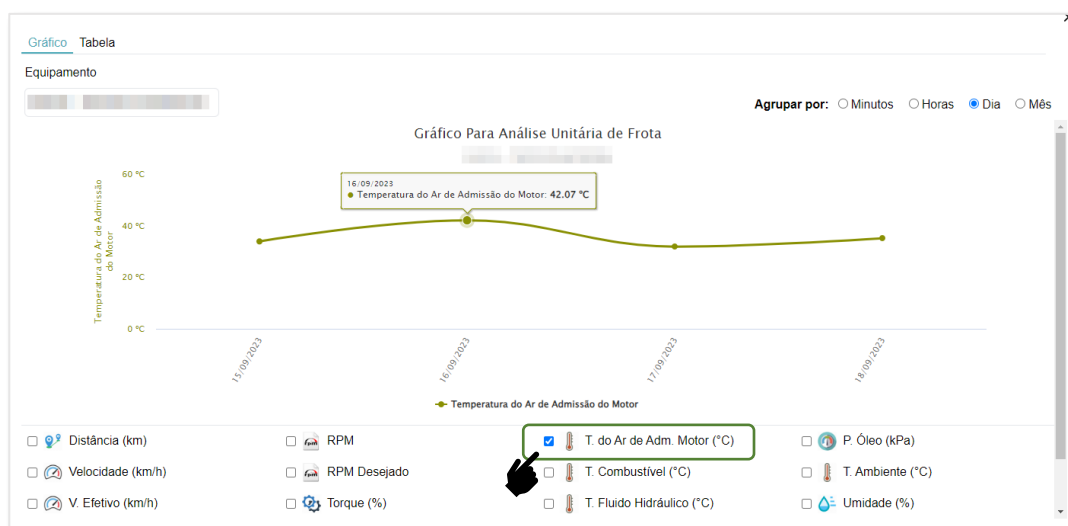 Gráfico Tabela
Equipamento
Agrupar por: Minutos Horas Dia Mês
Gráfico Para Análise Unitária de Frota
60 °C
40 °C
20 °C
0 °C
Temperatura do Ar de Admissão
do Motor
16/09/2023
Temperatura do Ar de Admissão do Motor: 42.07 °C
15/09/2023
16/09/2023
17/09/2023
18/09/2023
Temperatura do Ar de Admissão do Motor
Distância (km) RPM T. do Ar de Adm. Motor (°C) P. Óleo (kPa)
Velocidade (km/h) RPM Desejado T. Combustível (°C) T. Ambiente (°C)
V. Efetivo (km/h) Torque (%) T. Fluido Hidráulico (°C) Umidade (%)